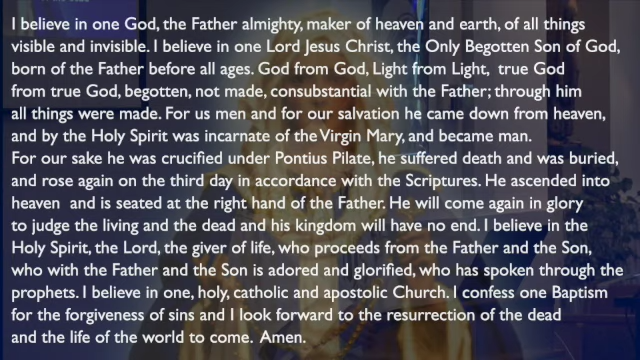 I believe in one God, the Father almighty, maker of heaven and earth, of all things
visible and invisible. I believe in one Lord Jesus Christ, the Only Begotten Son of God,
born of the Father before all ages. God from God, Light from Light, true God
from true God, begotten, not made, consubstantial with the Father; through him
all things were made. For us men and for our salvation he came down from heaven,
and by the Holy Spirit was incarnate of the Virgin Mary, and became man.
For our sake he was crucified under Pontius Pilate, he suffered death and was buried,
and rose again on the third day in accordance with the Scriptures. He ascended into
heaven and is seated at the right hand of the Father. He will come again in glory
to judge the living and the dead and his kingdom will have no end. I believe in the
Holy Spirit, the Lord, the giver of life, who proceeds from the Father and the Son,
who with the Father and the Son is adored and glorified, who has spoken through the
prophets. I believe in one, holy, catholic and apostolic Church. I confess one Baptism
for the forgiveness of sins and I look forward to the resurrection of the dead
and the life of the world to come. Amen.